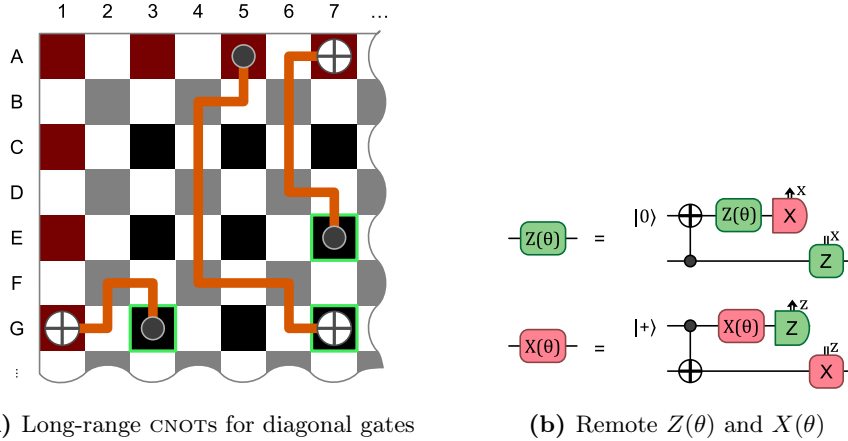 1 2 3 4 5 6 7 ...
A
B
C
D
E
F
G
...
|0⟩ Z(θ) X X
Z(θ) = Z X
|+⟩ X(θ) Z Z
X(θ) = X Z
) Long-range CNOTs for diagonal gates
(b) Remote Z(θ) and X(θ)